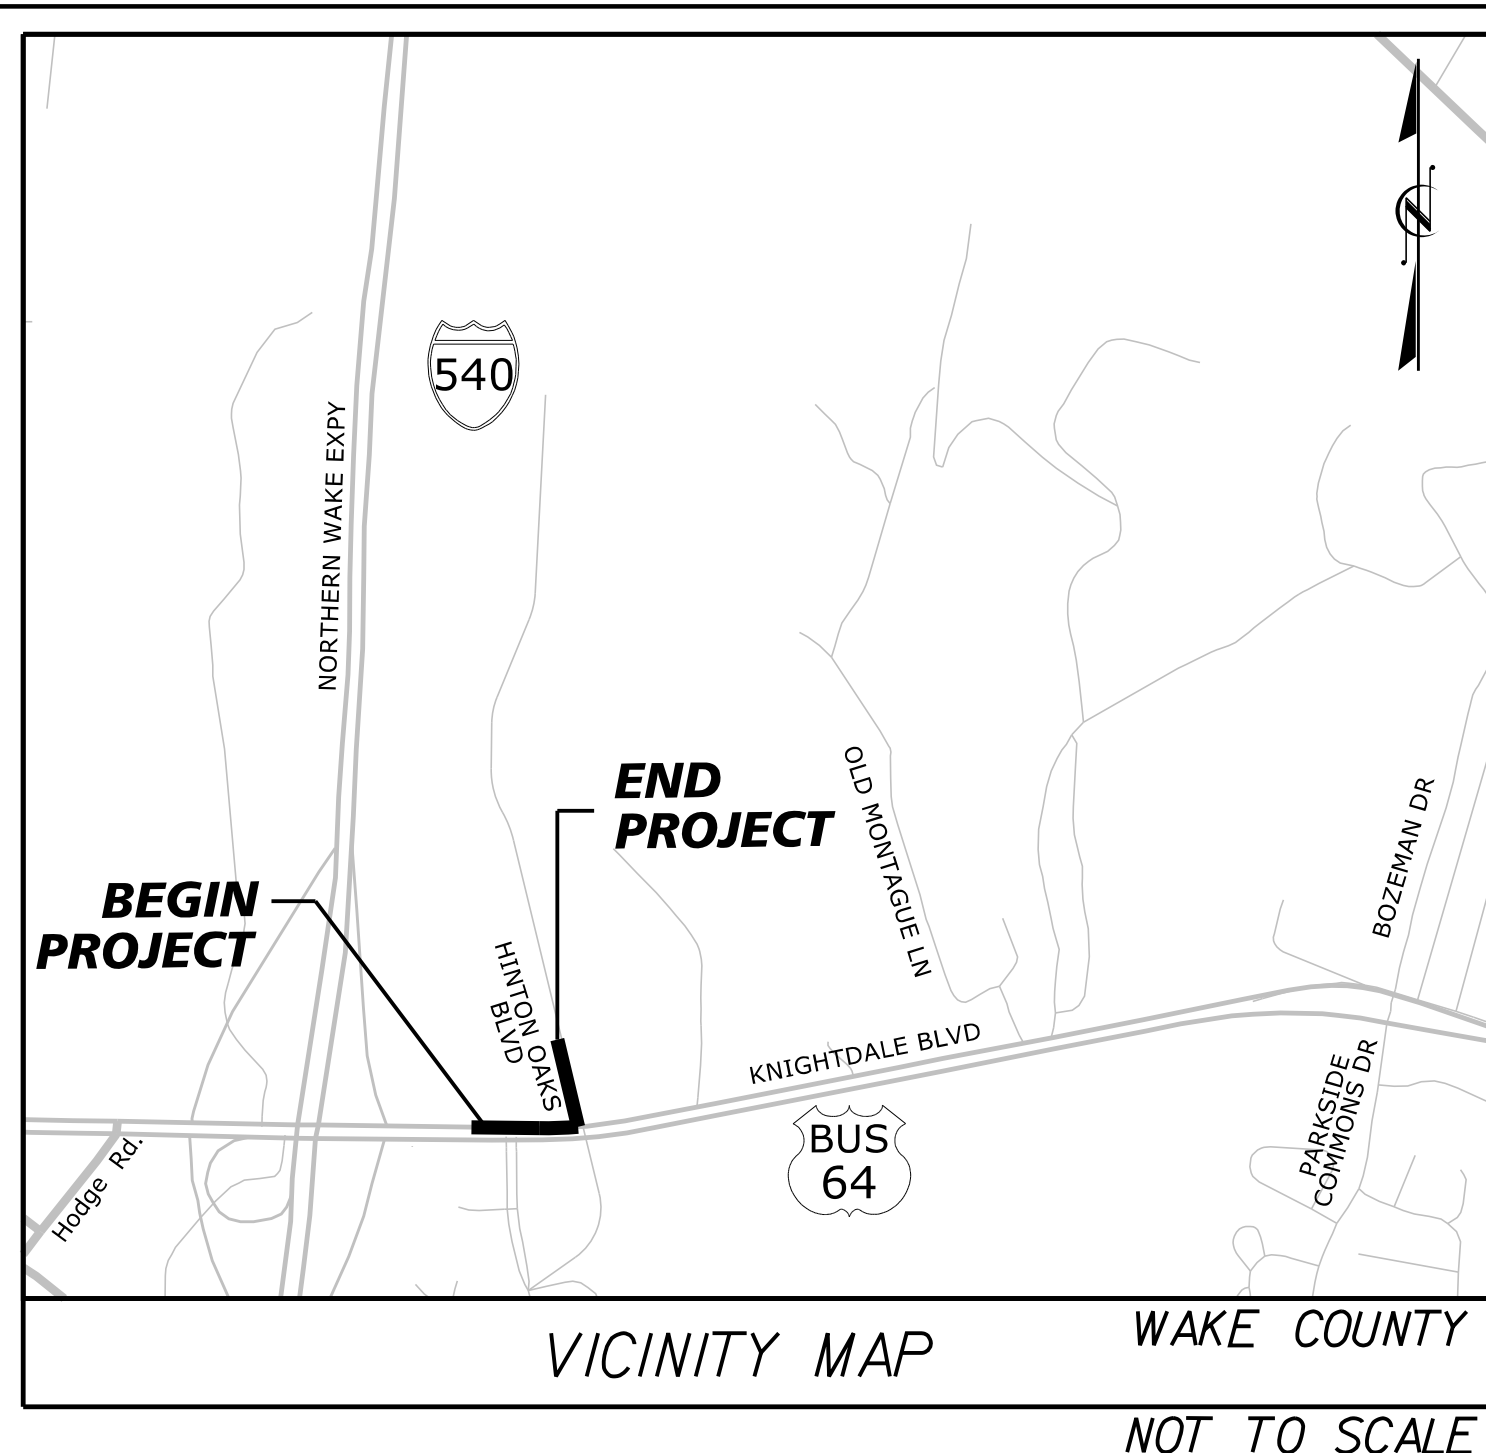 540
NORTHERN WAKE EXPY
END
PROJECT
BEGIN
PROJECT
HINTON OAKS
BLVD
OLD MONTAGUE LN
KNIGHTDALE BLVD
BOZEMAN DR
PARKSIDE
COMMONS DR
BUS
64
Hodge Rd.
N
VICINITY MAP
WAKE COUNTY
NOT TO SCALE